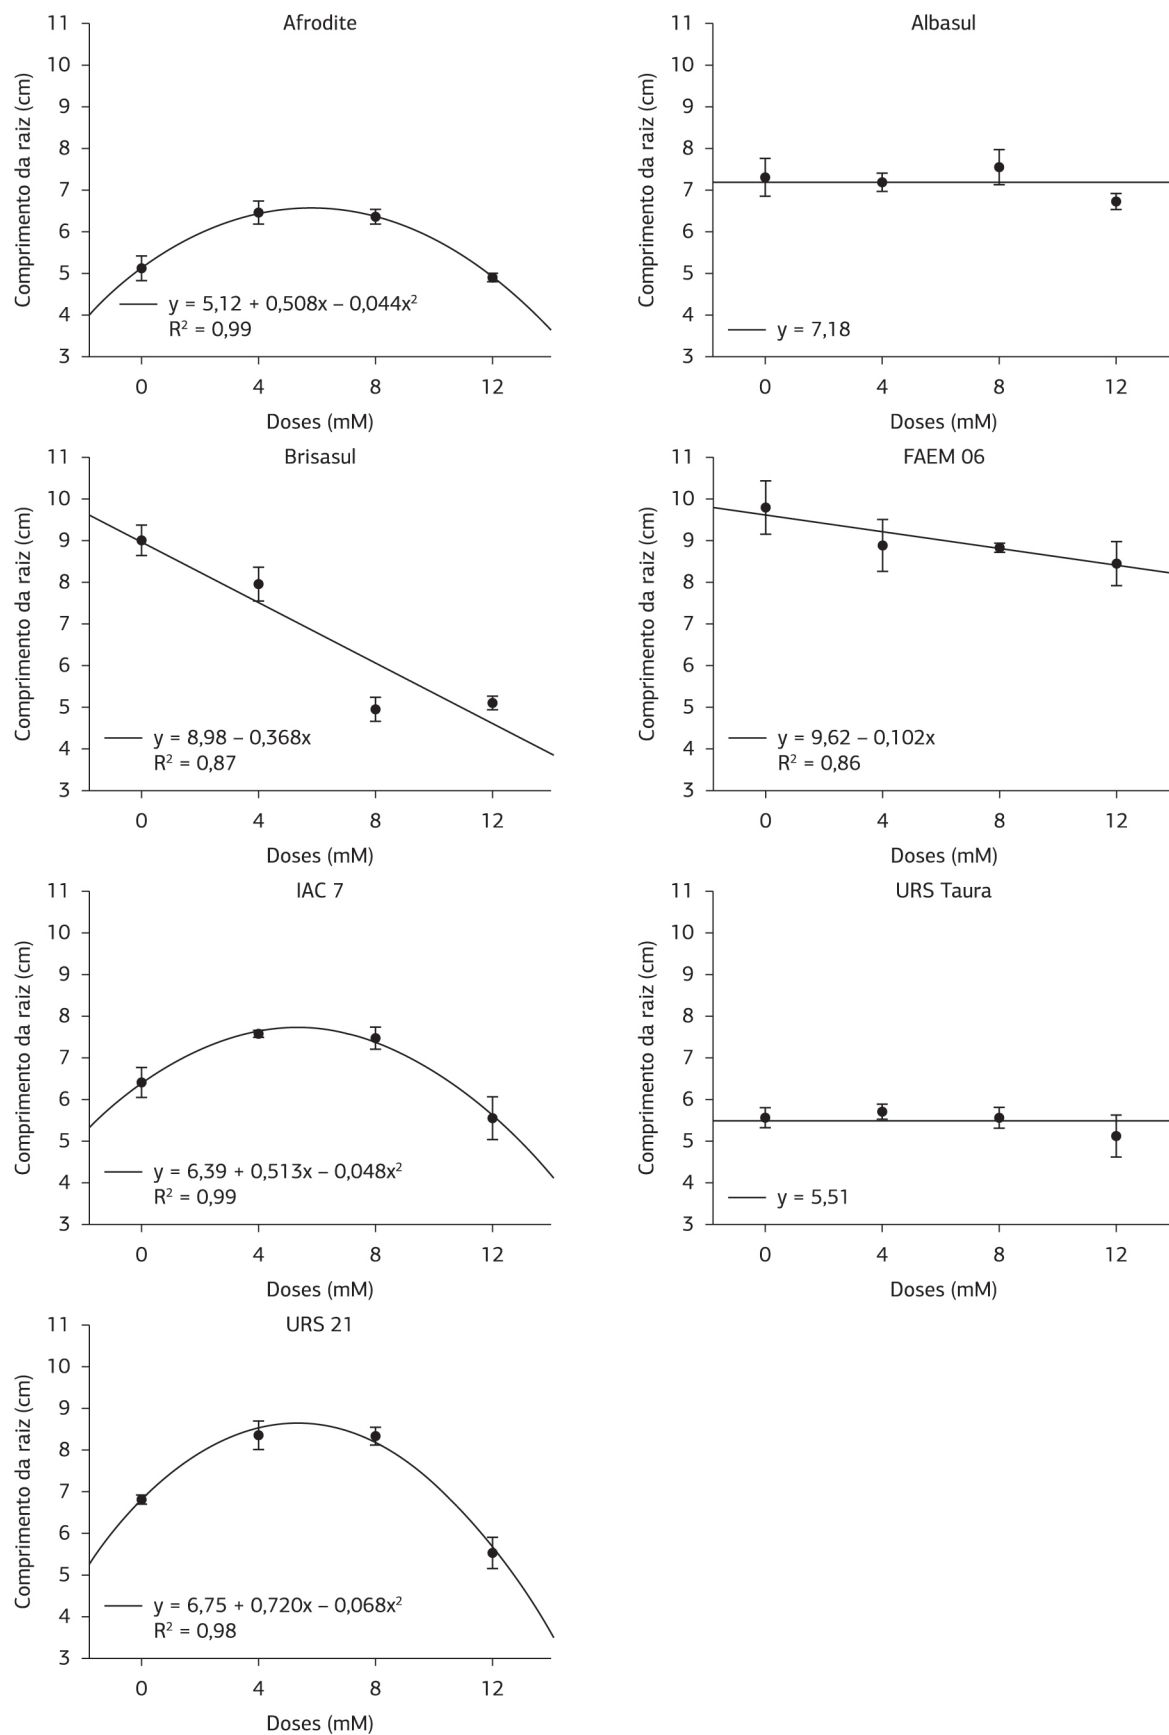 Afrodite
Comprimento da raiz (cm)
11
10
9
8
7
6
5
4
3
y = 5,12 + 0,508x – 0,044x²
R² = 0,99
0 4 8 12
Doses (mM)
Albasul
Comprimento da raiz (cm)
11
10
9
8
7
6
5
4
3
y = 7,18
0 4 8 12
Doses (mM)
Brisasul
Comprimento da raiz (cm)
11
10
9
8
7
6
5
4
3
y = 8,98 – 0,368x
R² = 0,87
0 4 8 12
Doses (mM)
FAEM 06
Comprimento da raiz (cm)
11
10
9
8
7
6
5
4
3
y = 9,62 – 0,102x
R² = 0,86
0 4 8 12
Doses (mM)
IAC 7
Comprimento da raiz (cm)
11
10
9
8
7
6
5
4
3
y = 6,39 + 0,513x – 0,048x²
R² = 0,99
0 4 8 12
Doses (mM)
URS Taura
Comprimento da raiz (cm)
11
10
9
8
7
6
5
4
3
y = 5,51
0 4 8 12
Doses (mM)
URS 21
Comprimento da raiz (cm)
11
10
9
8
7
6
5
4
3
y = 6,75 + 0,720x – 0,068x²
R² = 0,98
0 4 8 12
Doses (mM)